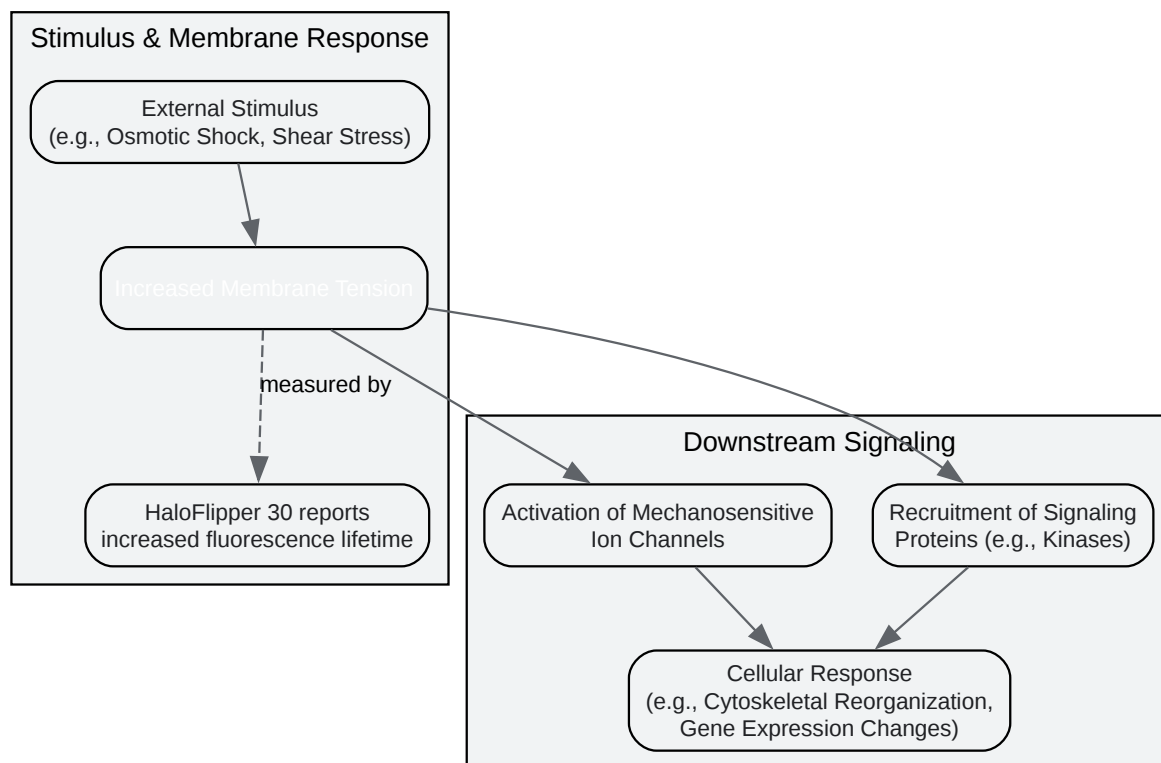 Stimulus & Membrane Response
External Stimulus
(e.g., Osmotic Shock, Shear Stress)
Increased Membrane Tension
measured by
HaloFlipper 30 reports
increased fluorescence lifetime
Downstream Signaling
Activation of Mechanosensitive
Ion Channels
Recruitment of Signaling
Proteins (e.g., Kinases)
Cellular Response
(e.g., Cytoskeletal Reorganization,
Gene Expression Changes)